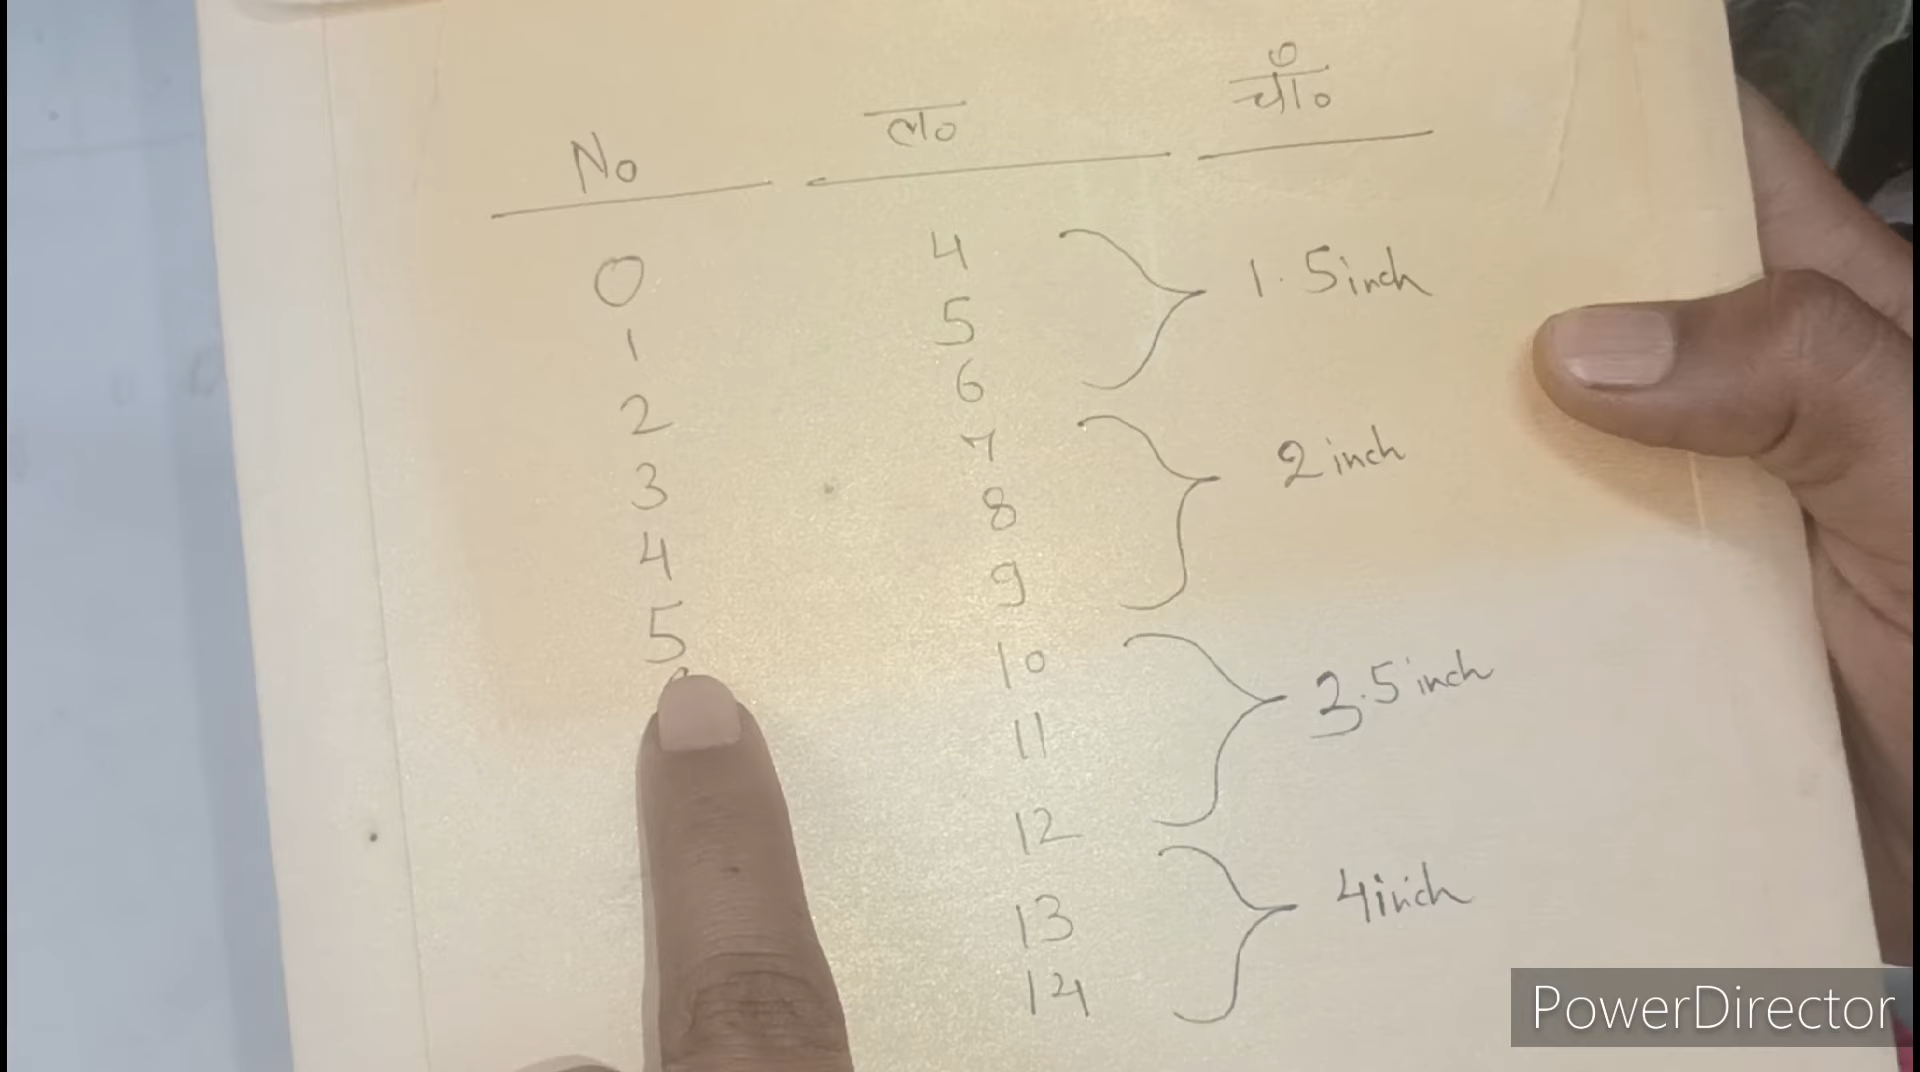 No ल० चौ०
0 4 1.5 inch
1 5
2 6
3 7 2 inch
4 8
5 9
10 3.5 inch
11
12
13 4 inch
14
PowerDirector